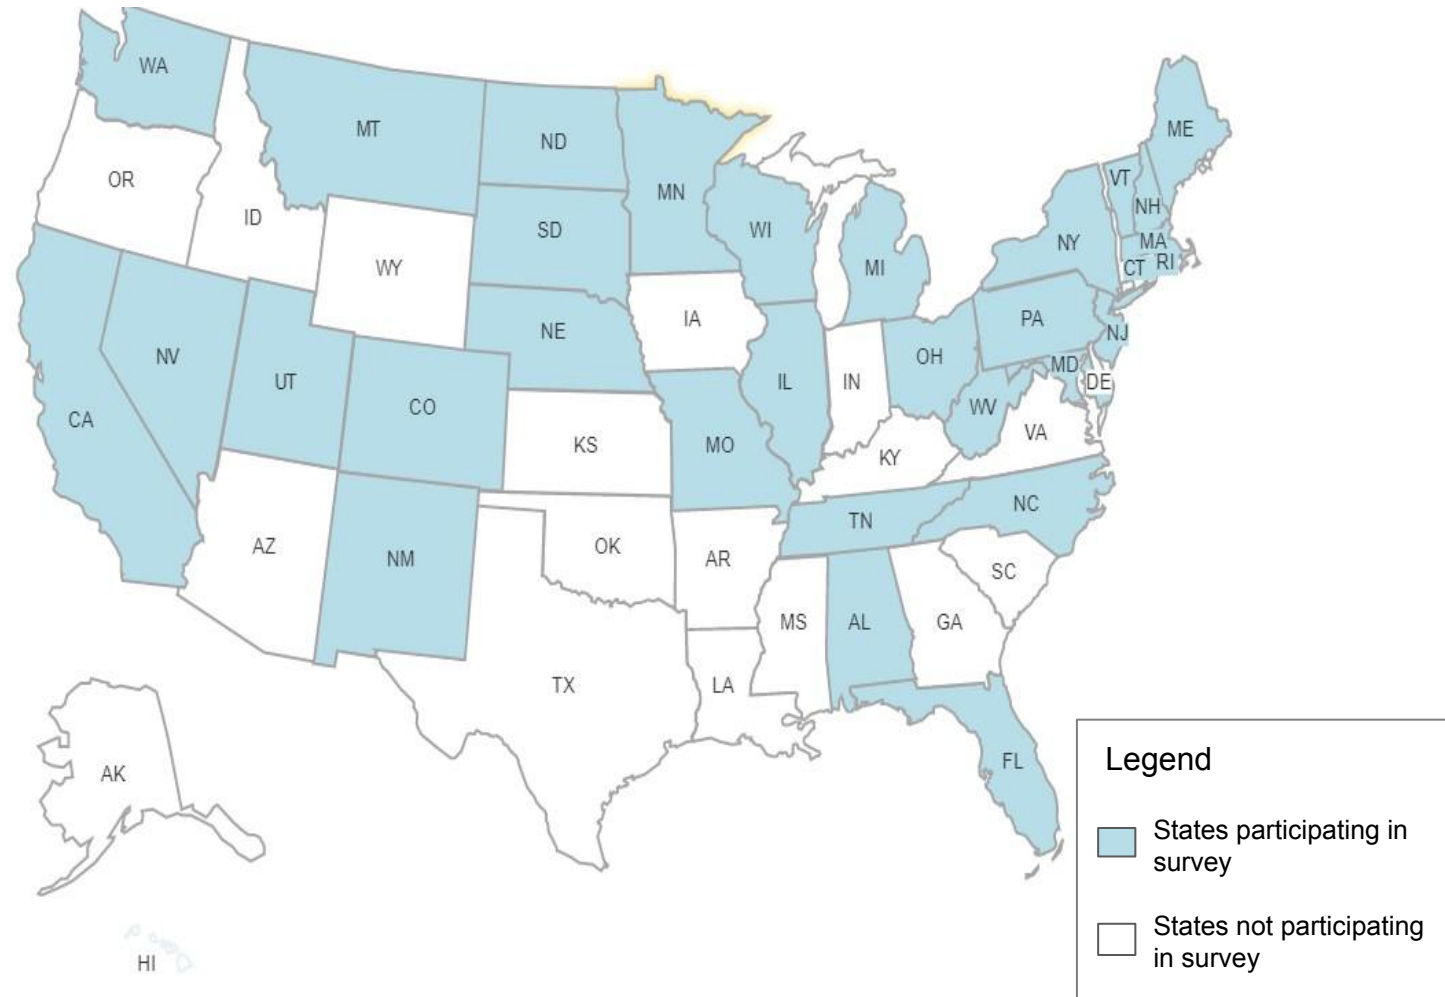 WA
MT
ND
MN
ME
OR
ID
SD
WI
VT
NH
NY
MA
WY
MI
CT
RI
IA
PA
NE
NJ
NV
UT
OH
MD
IL
IN
DE
CO
WV
CA
KS
MO
VA
KY
NC
TN
AZ
NM
OK
AR
SC
MS
AL
GA
TX
LA
FL
AK
HI
Legend
States participating in
survey
States not participating
in survey